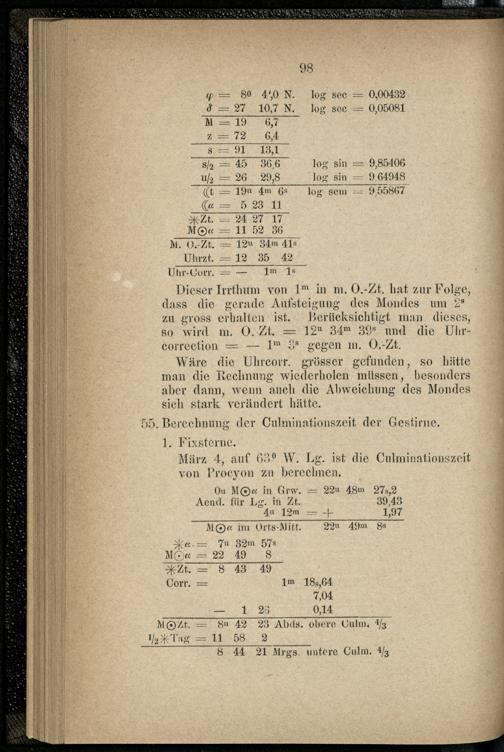 98
φ = 8⁰ 4',0 N. log sec = 0,00432
δ = 27 10,7 N. log sec = 0,05081
M = 19 6,7
z = 72 6,4
s = 91 13,1
s/2 = 45 36,6 log sin = 9,85406
u/2 = 26 29,8 log sin = 9 64948
☾t = 19u 4m 6s log sem = 9 55867
☾α = 5 23 11
✳Zt. = 24 27 17
M☉α = 11 52 36
M. O.-Zt. = 12u 34m 41s
Uhrzt. = 12 35 42
Uhr-Corr. = — 1m 1s
Dieser Irrthum von 1m in m. O.-Zt. hat zur Folge,
dass die gerade Aufsteigung des Mondes um 2s
zu gross erhalten ist. Berücksichtigt man dieses,
so wird m. O. Zt. = 12u 34m 39s und die Uhr-
correction = — 1m 3s gegen m. O.-Zt.
Wäre die Uhrcorr. grösser gefunden, so hätte
man die Rechnung wiederholen müssen, besonders
aber dann, wenn auch die Abweichung des Mondes
sich stark verändert hätte.
55. Berechnung der Culminationszeit der Gestirne.
1. Fixsterne.
März 4, auf 63⁰ W. Lg. ist die Culminationszeit
von Procyon zu berechnen.
0u M☉α in Grw. = 22u 48m 27s,2
Aend. für Lg. in Zt. 39,43
4u 12m = + 1,97
M☉α im Orts-Mitt. 22u 49m 8s
✳α = 7u 32m 57s
M☉α = 22 49 8
✳Zt. = 8 43 49
Corr. = 1m 18s,64
7,04
— 1 26 0,14
M☉Zt. = 8u 42 23 Abds. obere Culm. 4/3
1/2✳Tag = 11 58 2
8 44 21 Mrgs. untere Culm. 4/3